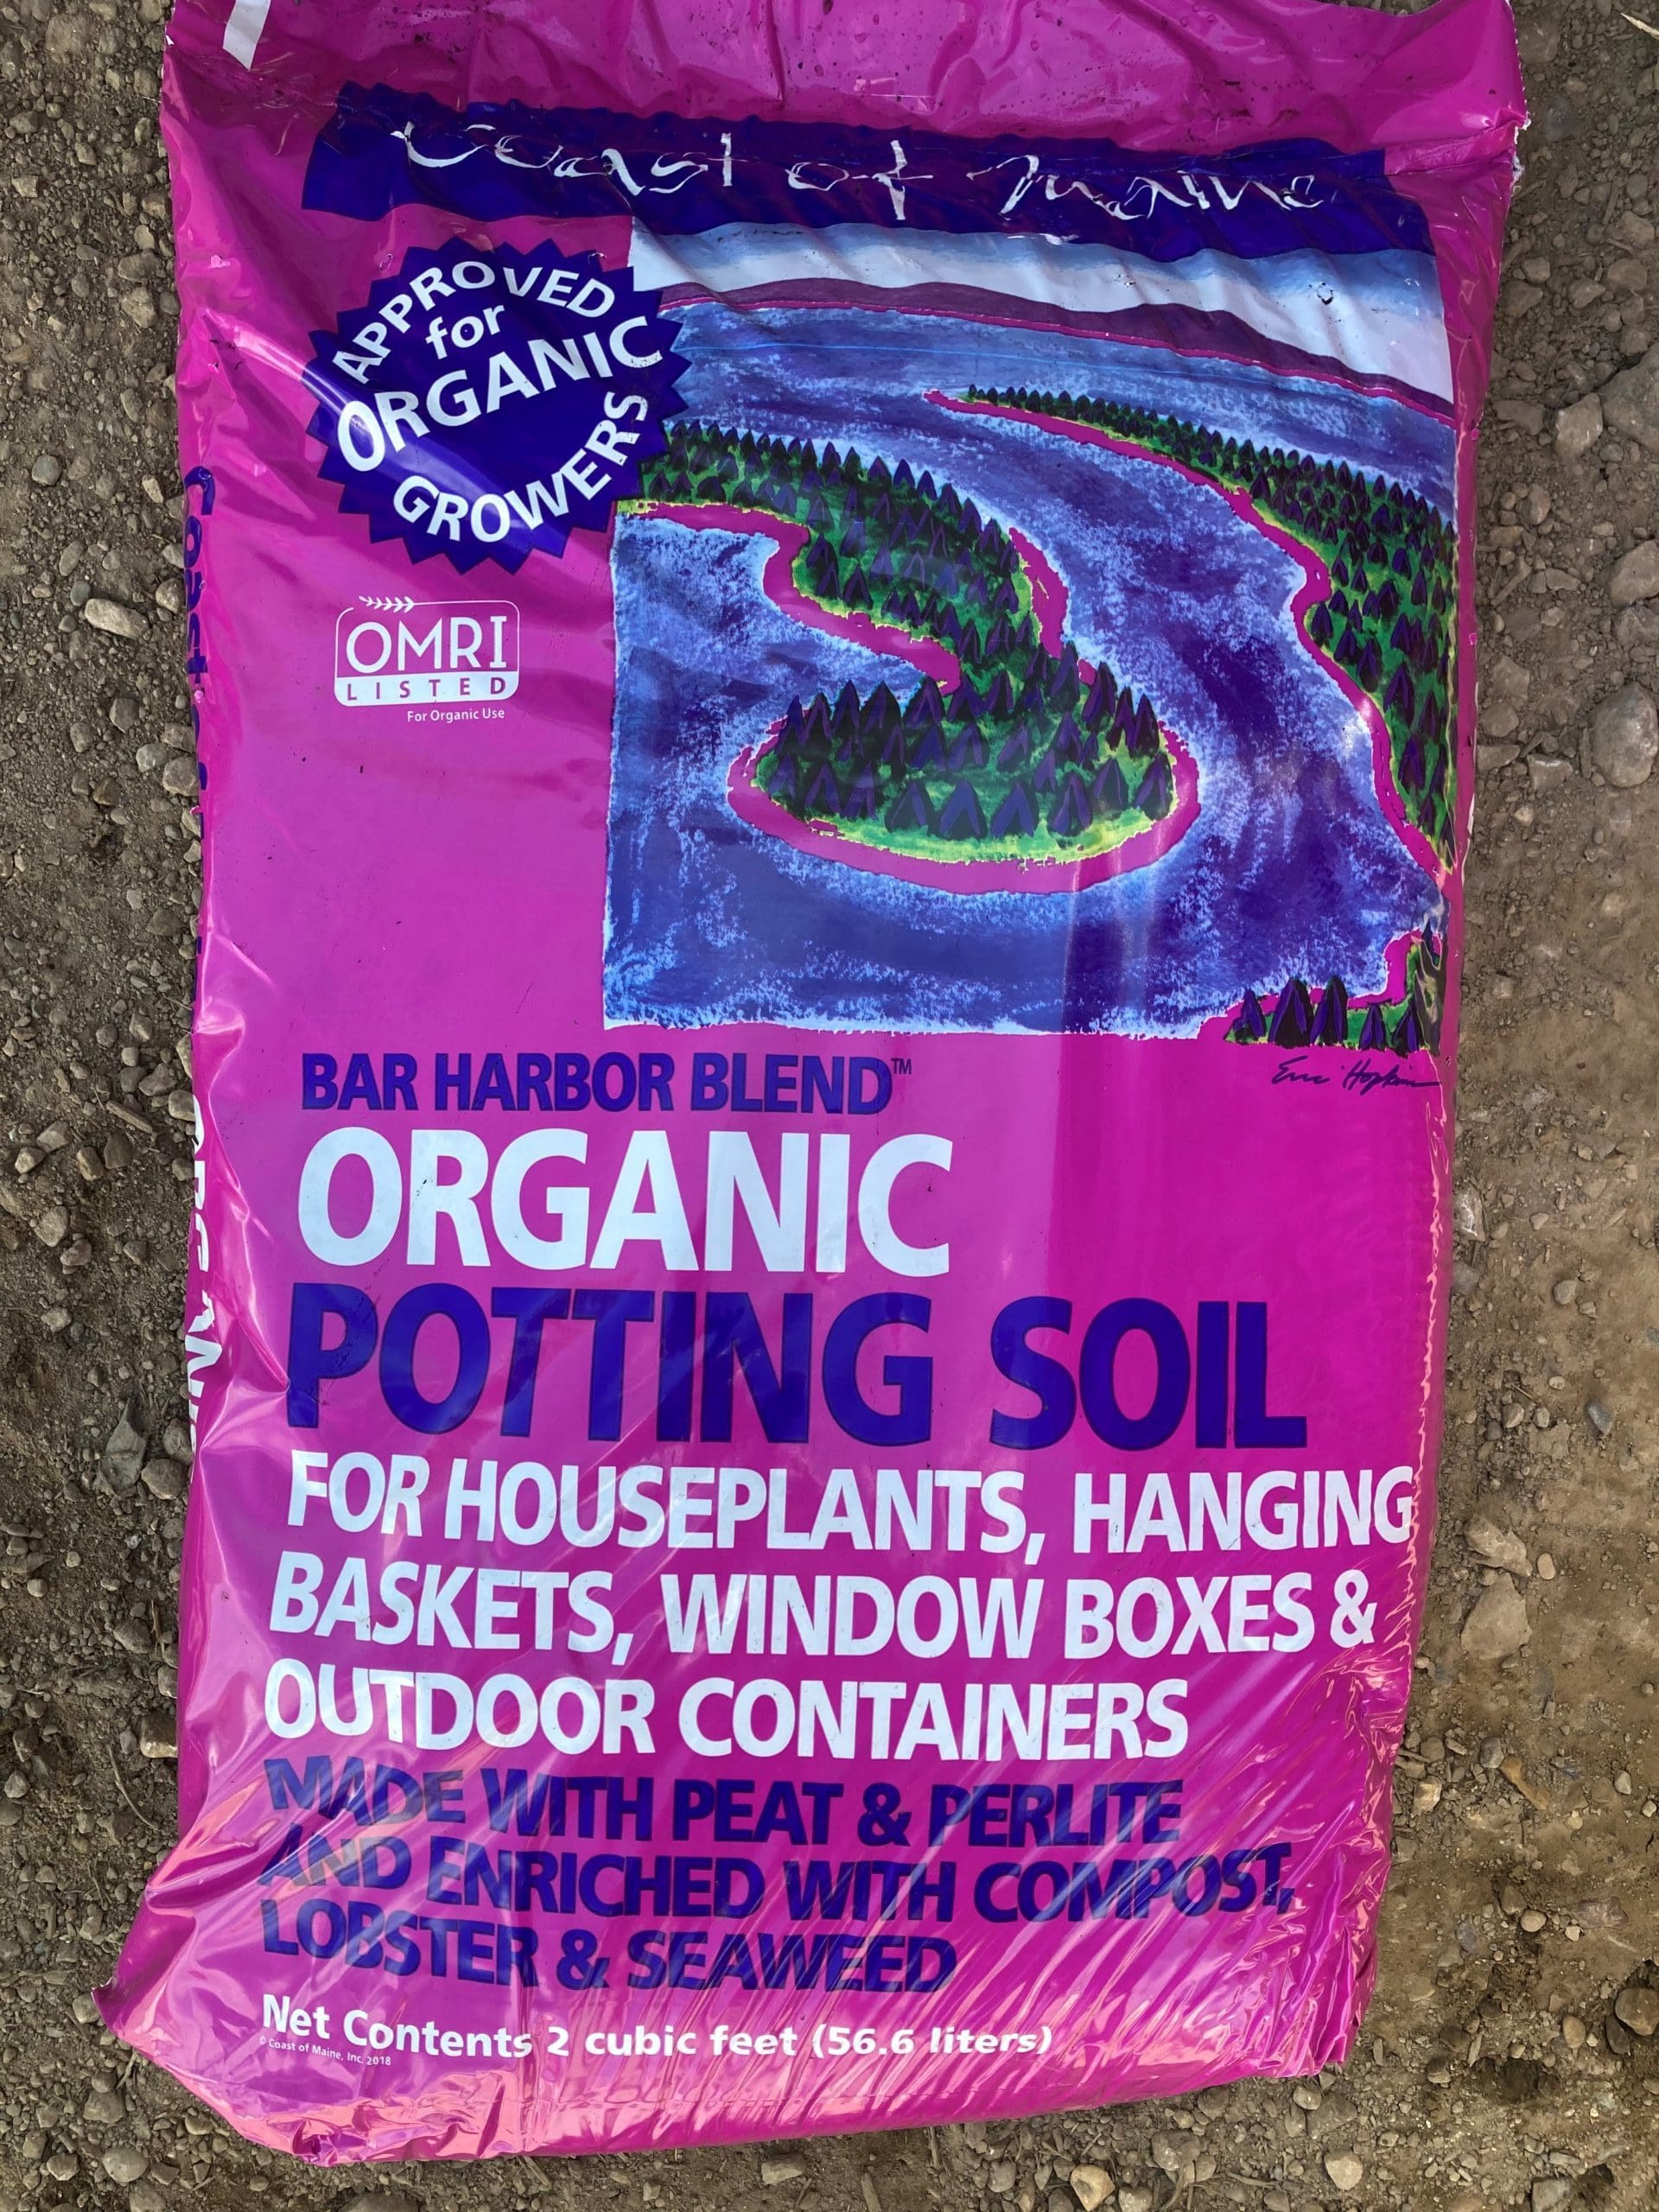 Coast of Maine
APPROVED
for
ORGANIC
GROWERS
OMRI
LISTED
For Organic Use
Eric Hopkins
BAR HARBOR BLEND™
ORGANIC
POTTING SOIL
FOR HOUSEPLANTS, HANGING
BASKETS, WINDOW BOXES &
OUTDOOR CONTAINERS
MADE WITH PEAT & PERLITE
AND ENRICHED WITH COMPOST,
LOBSTER & SEAWEED
Net Contents 2 cubic feet (56.6 liters)
© Coast of Maine, Inc. 2018